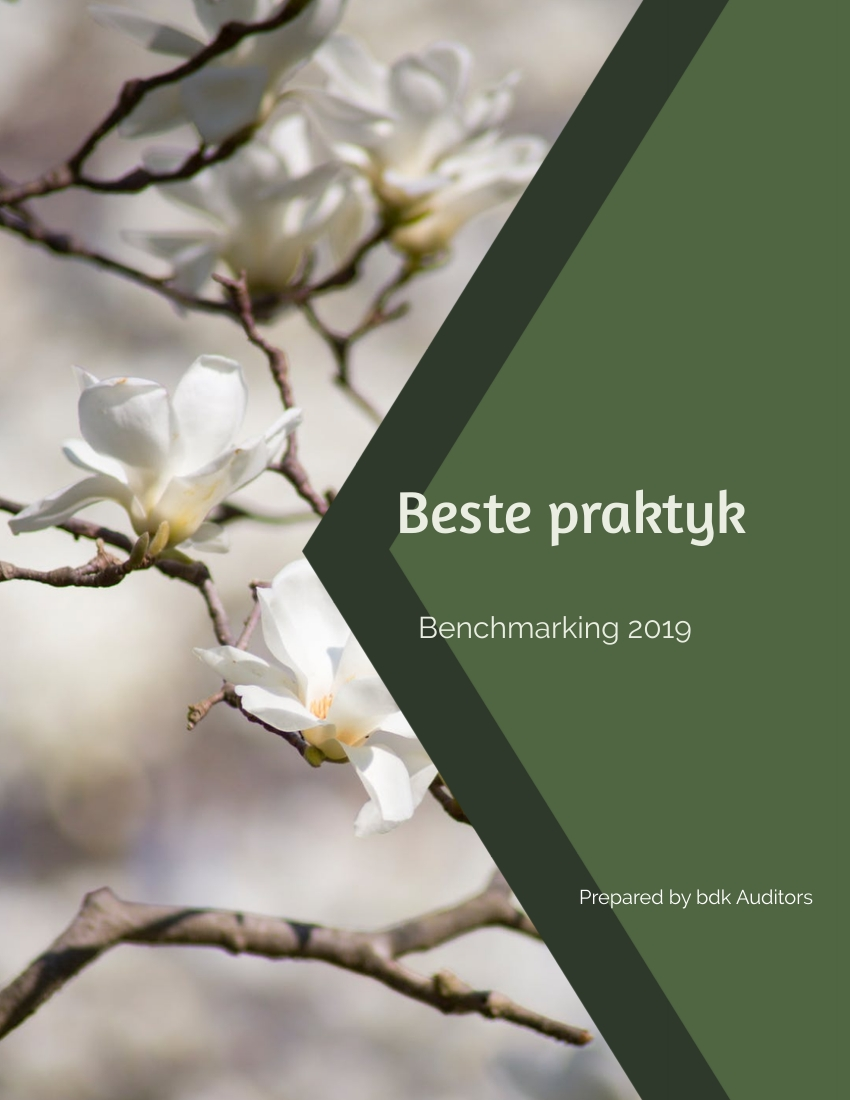 Beste praktyk
Benchmarking 2019
Prepared by bdk Auditors